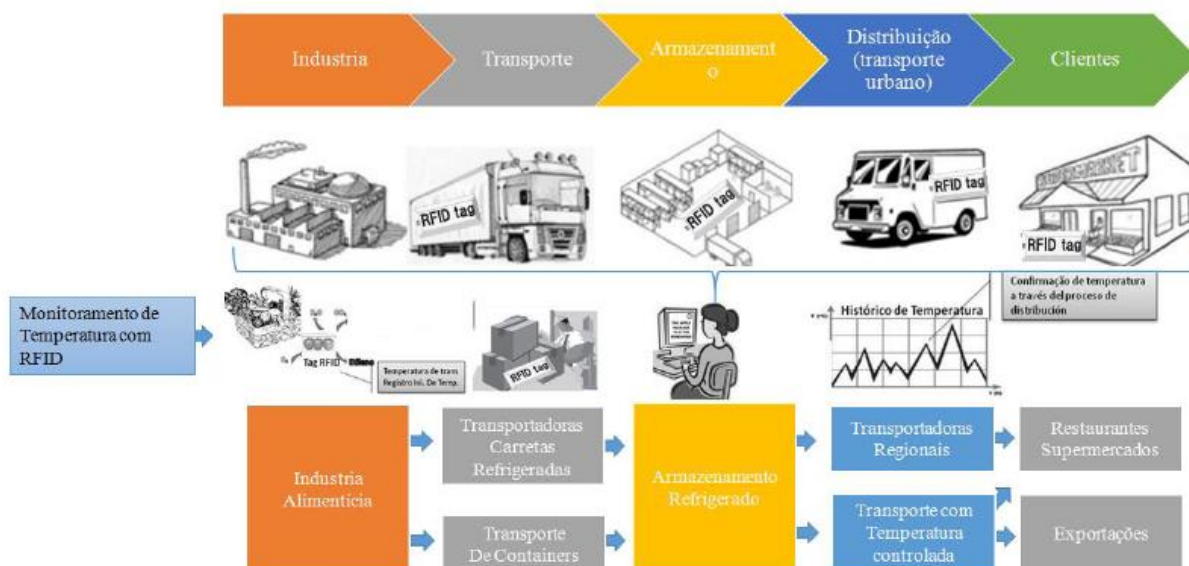 Industria
Transporte
Armazenament
o
Distribuição
(transporte
urbano)
Clientes
RFID tag
RFID tag
RFID tag
RFID tag
Monitoramento de
Temperatura com
RFID
Tag RFID
Temperatura de tram
Registro Ini. De Temp.
RFID tag
Histórico de Temperatura
Confirmação de temperatura
a través del proceso de
distribución
Industria
Alimentícia
Transportadoras
Carretas
Refrigeradas
Transporte
De Containers
Armazenamento
Refrigerado
Transportadoras
Regionais
Transporte com
Temperatura
controlada
Restaurantes
Supermercados
Exportações